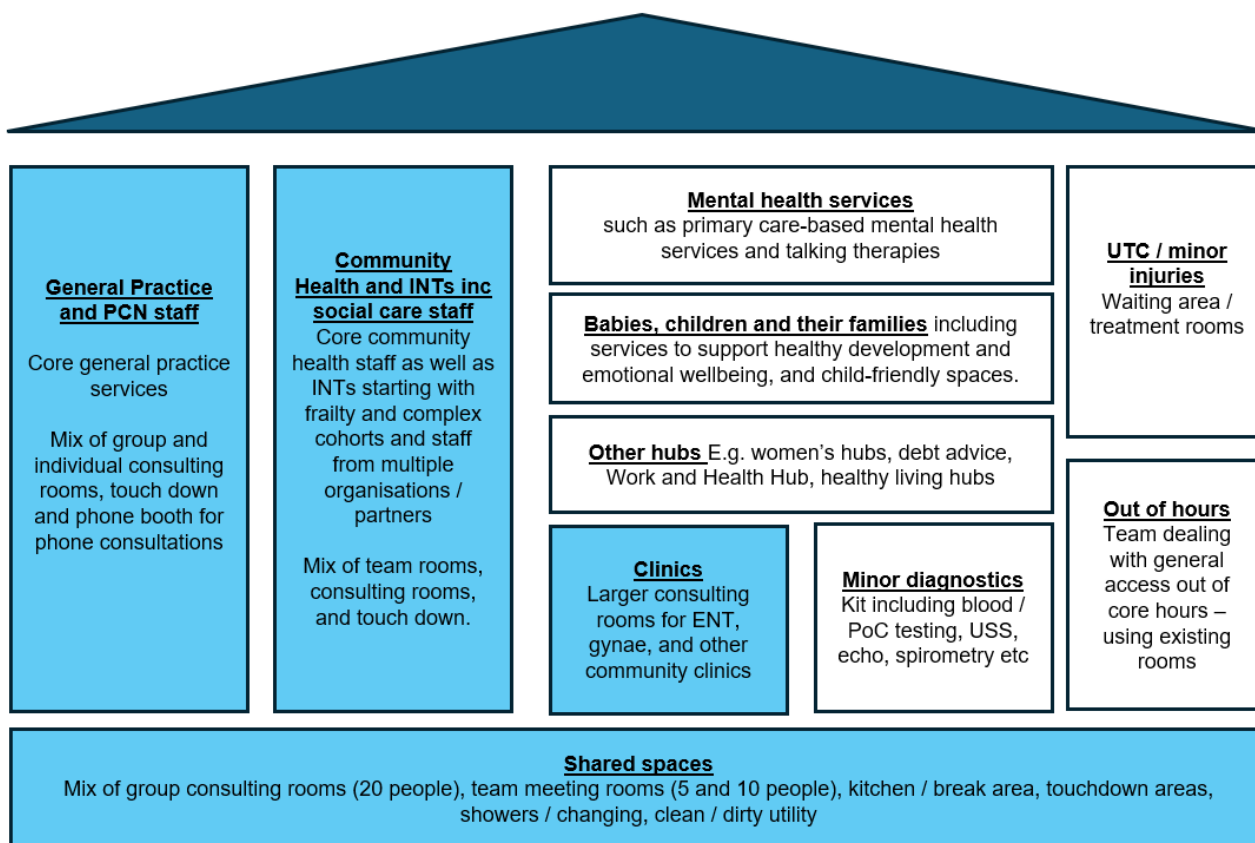 General Practice
and PCN staff
Core general practice
services
Mix of group and
individual consulting
rooms, touch down
and phone booth for
phone consultations
Community
Health and INTs inc
social care staff
Core community
health staff as well as
INTs starting with
frailty and complex
cohorts and staff
from multiple
organisations /
partners
Mix of team rooms,
consulting rooms,
and touch down.
Mental health services
such as primary care-based mental health
services and talking therapies
Babies, children and their families including
services to support healthy development and
emotional wellbeing, and child-friendly spaces.
Other hubs E.g. women's hubs, debt advice,
Work and Health Hub, healthy living hubs
Clinics
Larger consulting
rooms for ENT,
gynae, and other
community clinics
Minor diagnostics
Kit including blood /
PoC testing, USS,
echo, spirometry etc
UTC / minor
injuries
Waiting area /
treatment rooms
Out of hours
Team dealing
with general
access out of
core hours –
using existing
rooms
Shared spaces
Mix of group consulting rooms (20 people), team meeting rooms (5 and 10 people), kitchen / break area, touchdown areas,
showers / changing, clean / dirty utility